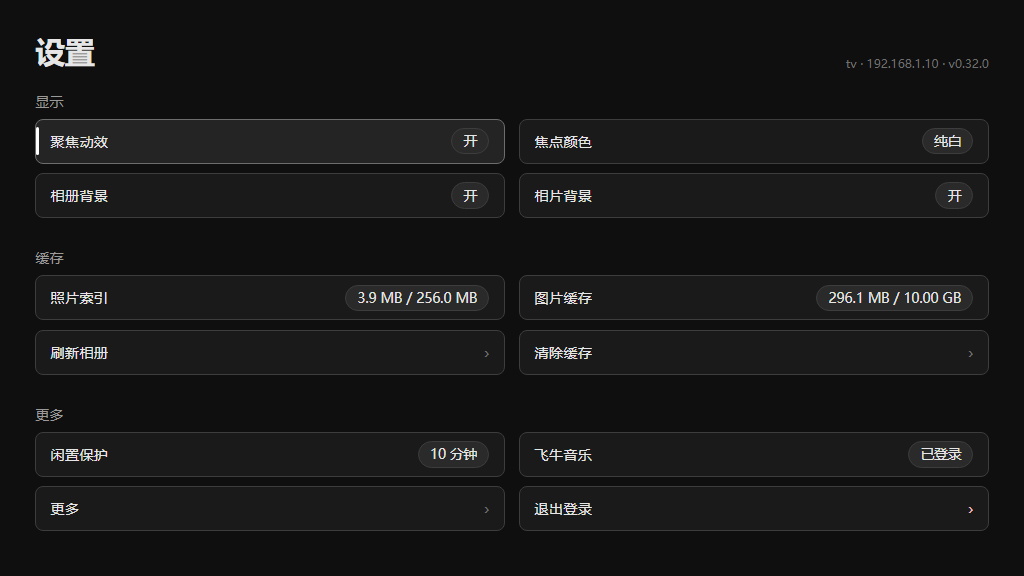 设置
tv · 192.168.1.10 · v0.32.0
显示
聚焦动效 开
焦点颜色 纯白
相册背景 开
相片背景 开
缓存
照片索引 3.9 MB / 256.0 MB
图片缓存 296.1 MB / 10.00 GB
刷新相册 ›
清除缓存 ›
更多
闲置保护 10 分钟
飞牛音乐 已登录
更多 ›
退出登录 ›